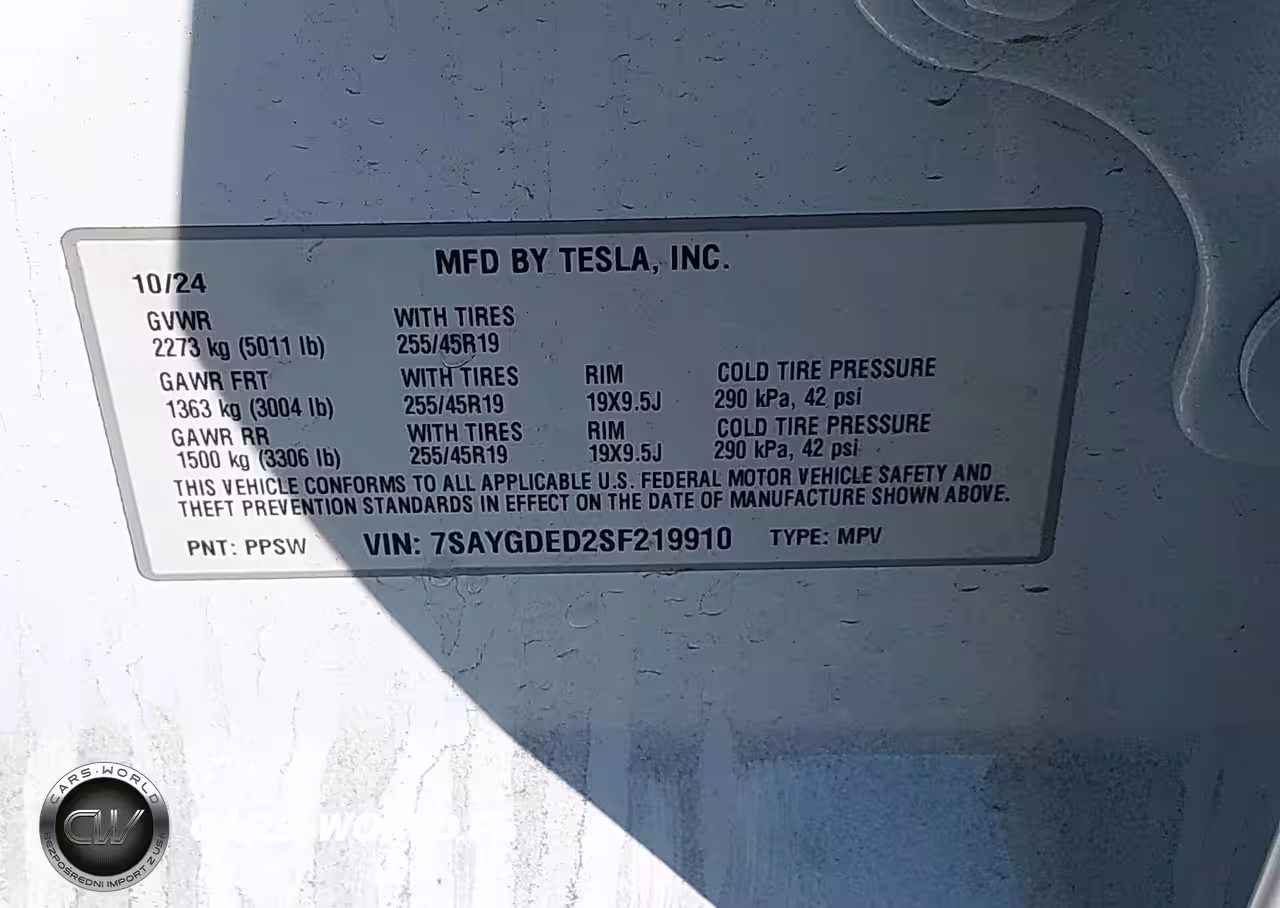 MFD BY TESLA, INC.
10/24
GVWR WITH TIRES
2273 kg (5011 lb) 255/45R19
GAWR FRT WITH TIRES RIM COLD TIRE PRESSURE
1363 kg (3004 lb) 255/45R19 19X9.5J 290 kPa, 42 psi
GAWR RR WITH TIRES RIM COLD TIRE PRESSURE
1500 kg (3306 lb) 255/45R19 19X9.5J 290 kPa, 42 psi
THIS VEHICLE CONFORMS TO ALL APPLICABLE U.S. FEDERAL MOTOR VEHICLE SAFETY AND
THEFT PREVENTION STANDARDS IN EFFECT ON THE DATE OF MANUFACTURE SHOWN ABOVE.
PNT: PPSW VIN: 7SAYGDED2SF219910 TYPE: MPV
CARS-WORLD
CW
BEZPOŚREDNI IMPORT Z USA